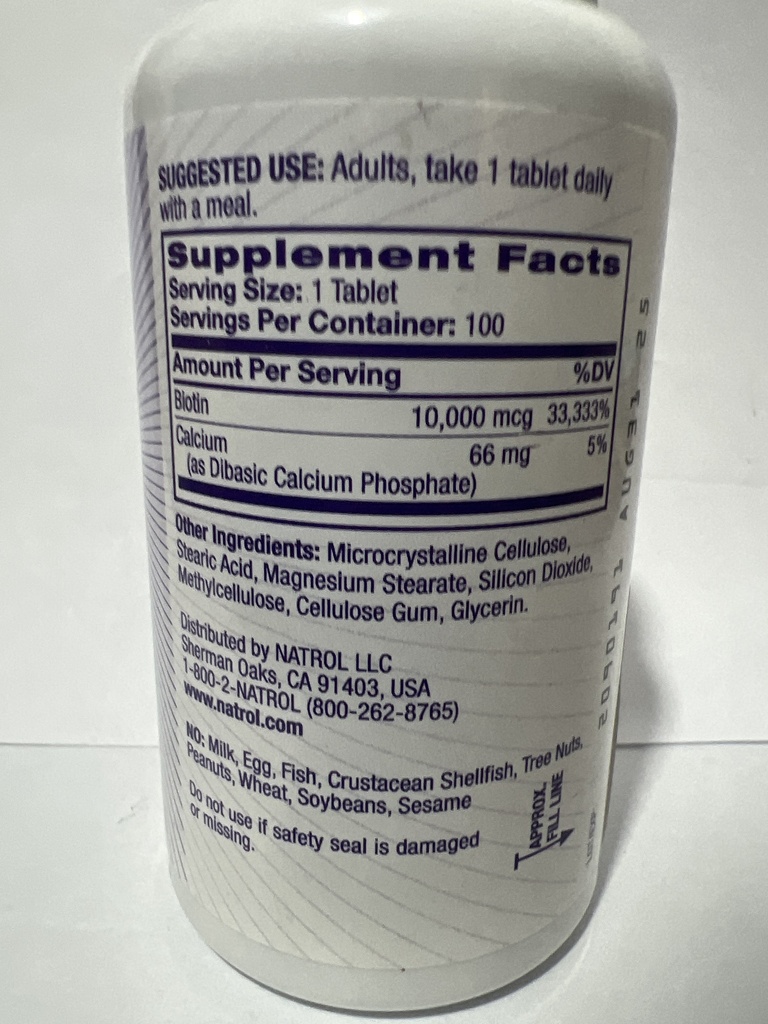 SUGGESTED USE: Adults, take 1 tablet daily
with a meal.
Supplement Facts
Serving Size: 1 Tablet
Servings Per Container: 100
Amount Per Serving %DV
Biotin 10,000 mcg 33,333%
Calcium 66 mg 5%
(as Dibasic Calcium Phosphate)
Other Ingredients: Microcrystalline Cellulose,
Stearic Acid, Magnesium Stearate, Silicon Dioxide,
Methylcellulose, Cellulose Gum, Glycerin.
Distributed by NATROL LLC
Sherman Oaks, CA 91403, USA
1-800-2-NATROL (800-262-8765)
www.natrol.com
NO: Milk, Egg, Fish, Crustacean Shellfish, Tree Nuts,
Peanuts, Wheat, Soybeans, Sesame
Do not use if safety seal is damaged
or missing.
APPROX.
FILL LINE
AUG31 25